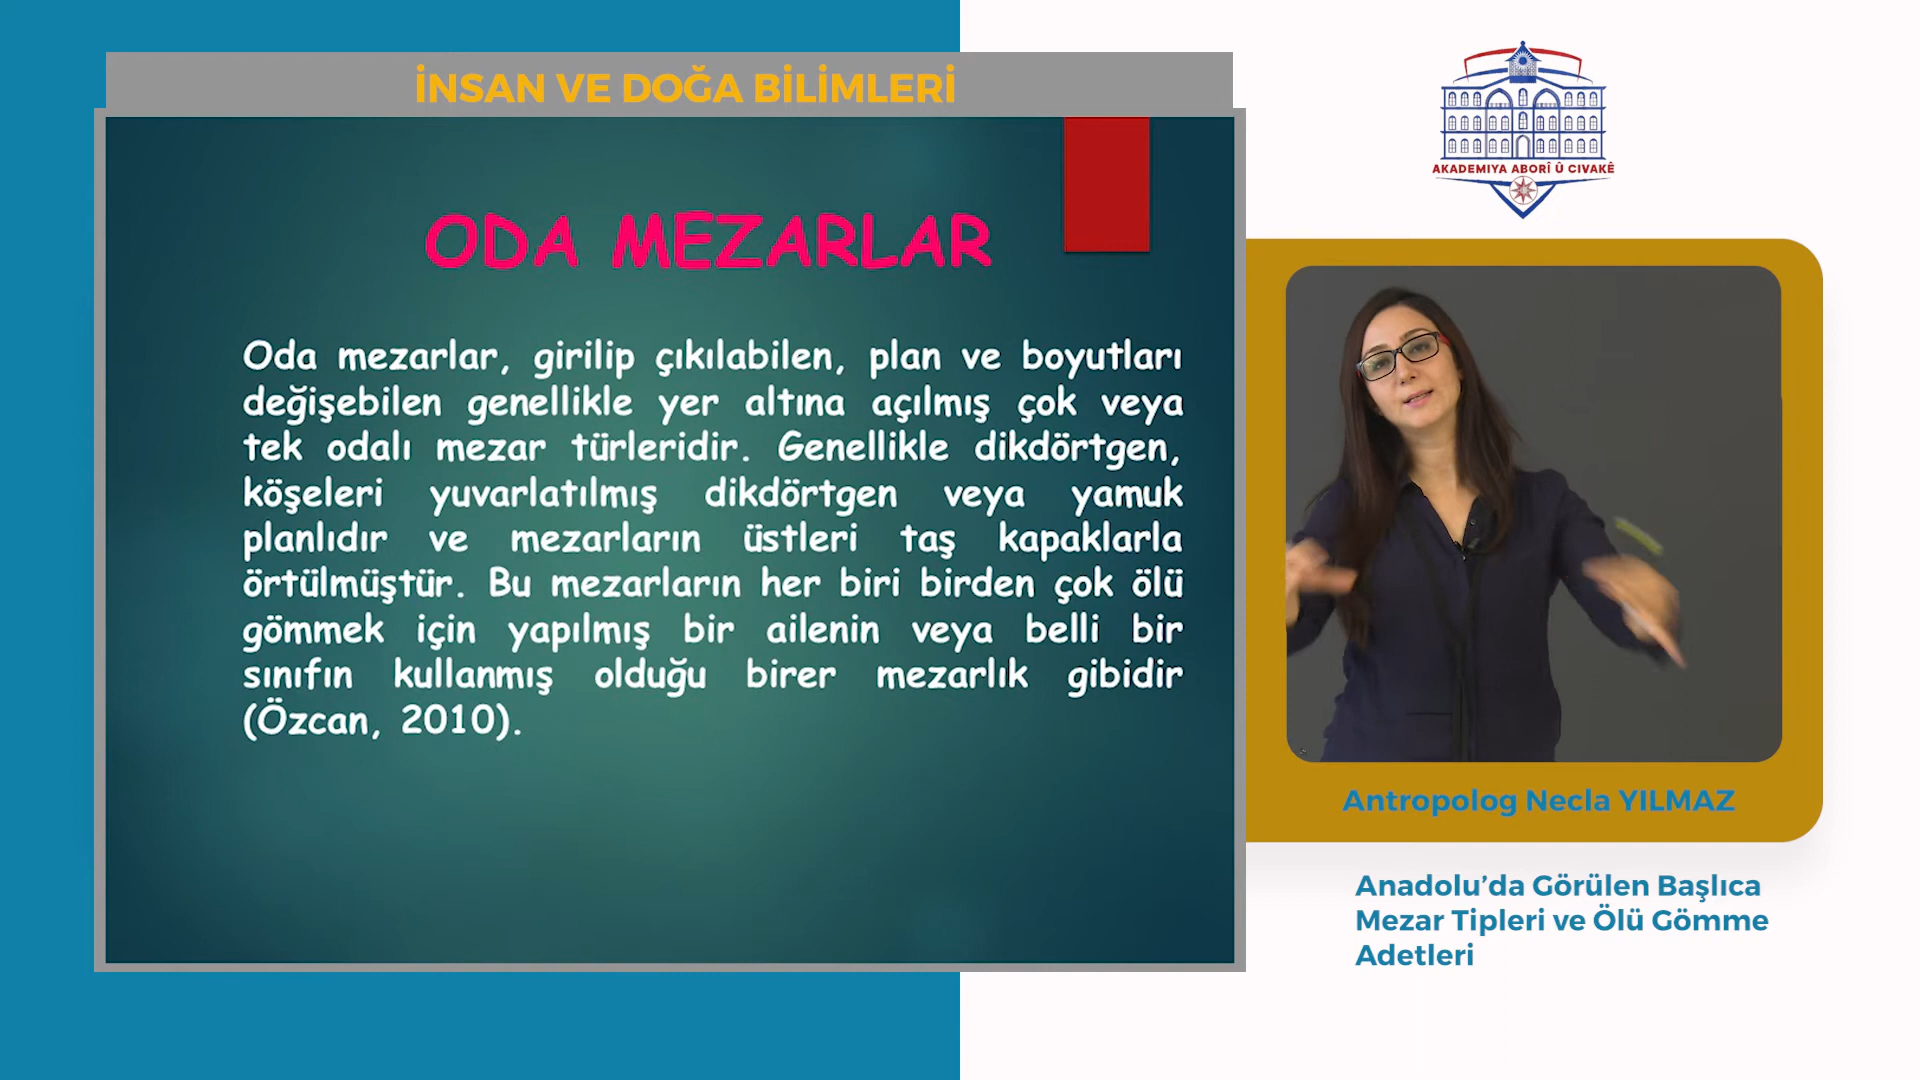 İNSAN VE DOĞA BİLİMLERİ
ODA MEZARLAR
Oda mezarlar, girilip çıkılabilen, plan ve boyutları
değişebilen genellikle yer altına açılmış çok veya
tek odalı mezar türleridir. Genellikle dikdörtgen,
köşeleri yuvarlatılmış dikdörtgen veya yamuk
planlıdır ve mezarların üstleri taş kapaklarla
örtülmüştür. Bu mezarların her biri birden çok ölü
gömmek için yapılmış bir ailenin veya belli bir
sınıfın kullanmış olduğu birer mezarlık gibidir
(Özcan, 2010).
AKADEMIYA ABORÎ Û CIVAKÊ
Antropolog Necla YILMAZ
Anadolu’da Görülen Başlıca
Mezar Tipleri ve Ölü Gömme
Adetleri